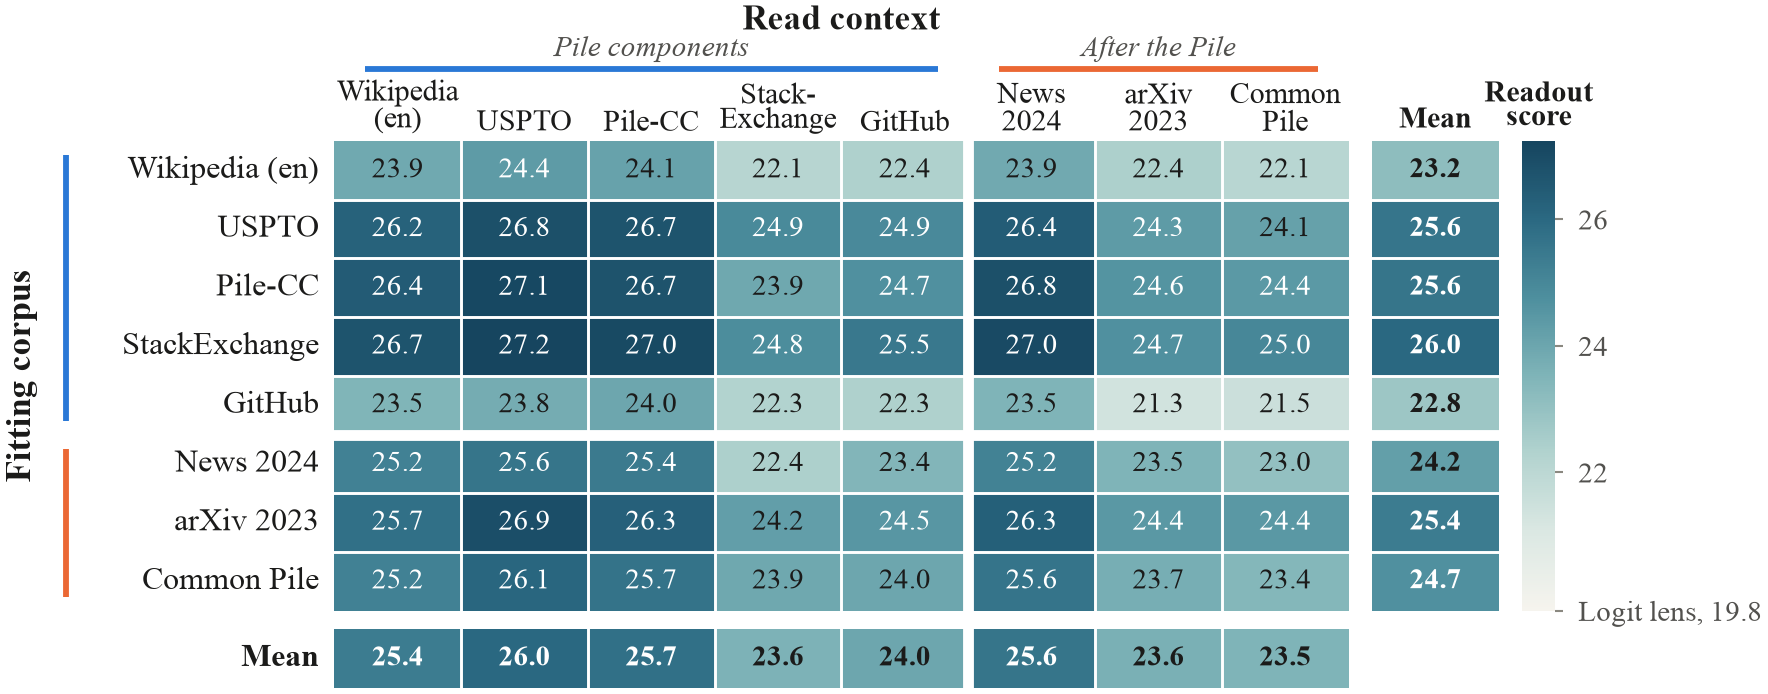 Read context
Pile components
After the Pile
Wikipedia (en)
USPTO
Pile-CC
Stack-Exchange
GitHub
News 2024
arXiv 2023
Common Pile
Mean
Readout score
Fitting corpus
Wikipedia (en) 23.9 24.4 24.1 22.1 22.4 23.9 22.4 22.1 23.2
USPTO 26.2 26.8 26.7 24.9 24.9 26.4 24.3 24.1 25.6
Pile-CC 26.4 27.1 26.7 23.9 24.7 26.8 24.6 24.4 25.6
StackExchange 26.7 27.2 27.0 24.8 25.5 27.0 24.7 25.0 26.0
GitHub 23.5 23.8 24.0 22.3 22.3 23.5 21.3 21.5 22.8
News 2024 25.2 25.6 25.4 22.4 23.4 25.2 23.5 23.0 24.2
arXiv 2023 25.7 26.9 26.3 24.2 24.5 26.3 24.4 24.4 25.4
Common Pile 25.2 26.1 25.7 23.9 24.0 25.6 23.7 23.4 24.7
Mean 25.4 26.0 25.7 23.6 24.0 25.6 23.6 23.5
26
24
22
Logit lens, 19.8